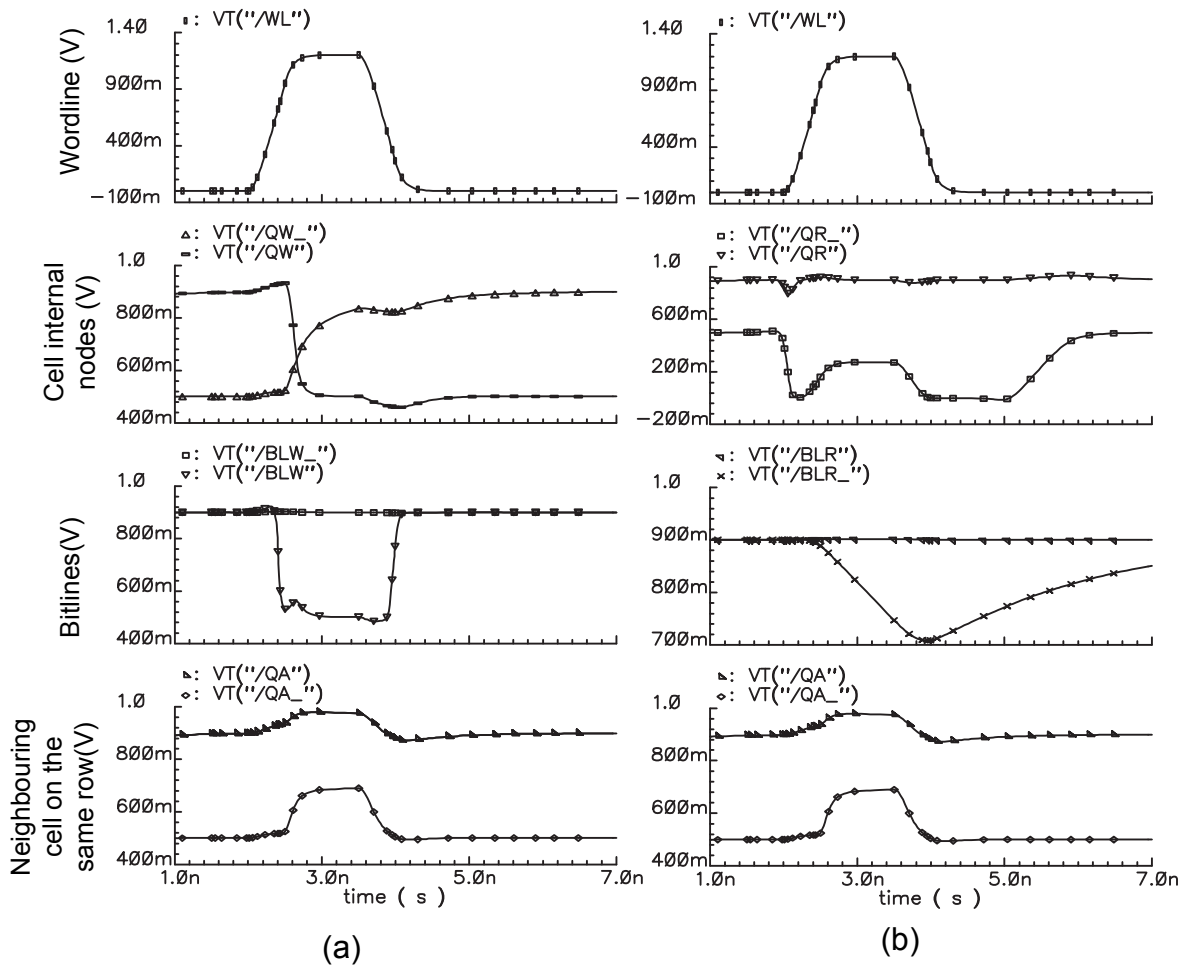 Wordline (V)
▯: VT("/WL")
1.40
900m
400m
-100m
Cell internal
nodes (V)
△: VT("/QW_")
-: VT("/QW")
1.0
800m
600m
400m
Bitlines(V)
□: VT("/BLW_")
▽: VT("/BLW")
1.0
800m
600m
400m
Neighbouring
cell on the
same row(V)
VT("/QA")
◇: VT("/QA_")
1.0
800m
600m
400m
1.0n 3.0n 5.0n 7.0n
time ( s )
(a)
▯: VT("/WL")
1.40
900m
400m
-100m
□: VT("/QR_")
▽: VT("/QR")
1.0
600m
200m
-200m
VT("/BLR")
×: VT("/BLR_")
1.0
900m
800m
700m
VT("/QA")
◇: VT("/QA_")
1.0
800m
600m
400m
1.0n 3.0n 5.0n 7.0n
time ( s )
(b)